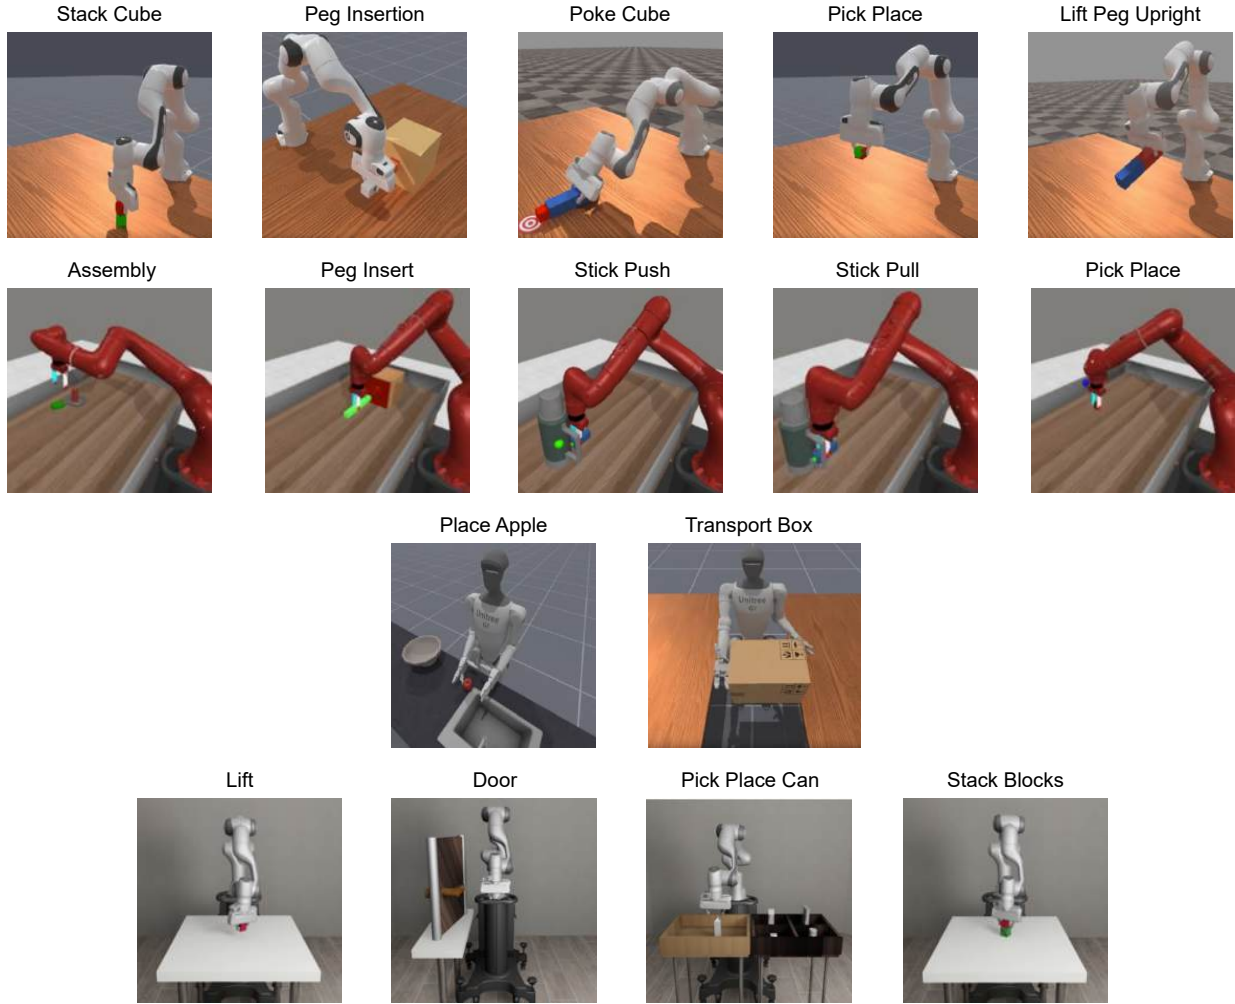 Stack Cube
Peg Insertion
Poke Cube
Pick Place
Lift Peg Upright
Assembly
Peg Insert
Stick Push
Stick Pull
Pick Place
Place Apple
Transport Box
Unitree
Unitree
Lift
Door
Pick Place Can
Stack Blocks